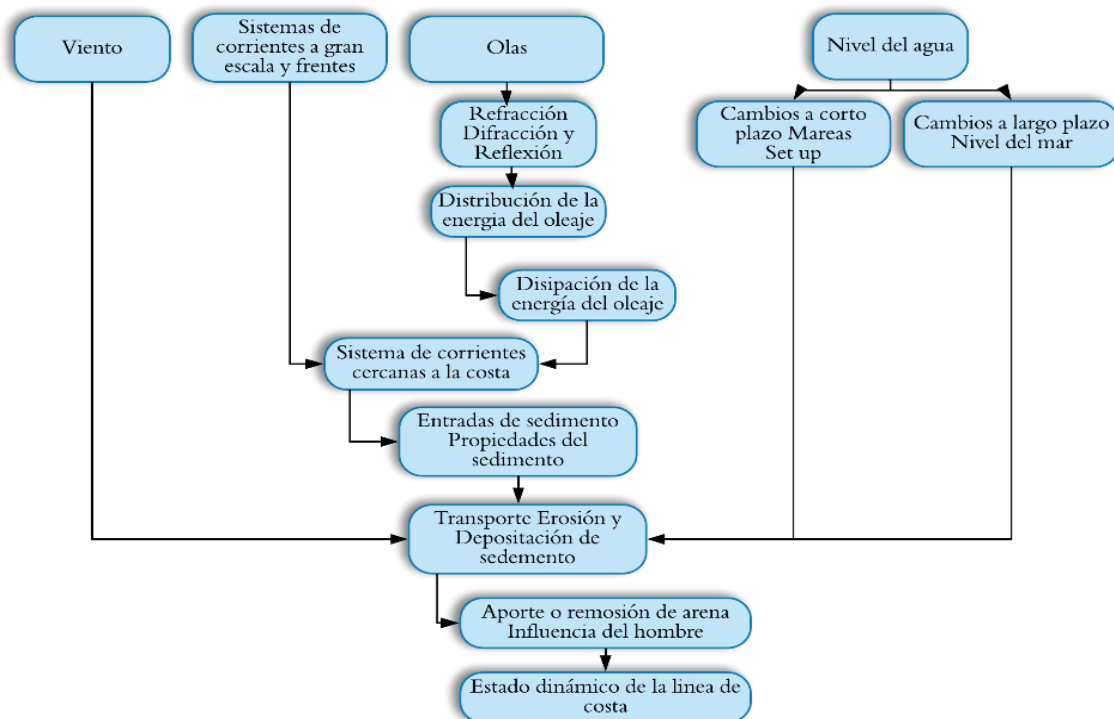 Viento
Sistemas de
corrientes a gran
escala y frentes
Olas
Nivel del agua
Refracción
Difracción y
Reflexión
Cambios a corto
plazo Mareas
Set up
Cambios a largo plazo
Nivel del mar
Distribución de la
energia del oleaje
Disipación de la
energía del oleaje
Sistema de corrientes
cercanas a la costa
Entradas de sedimento
Propiedades del
sedimento
Transporte Erosión y
Depositación de
sedemento
Aporte o remosión de arena
Influencia del hombre
Estado dinámico de la linea de
costa